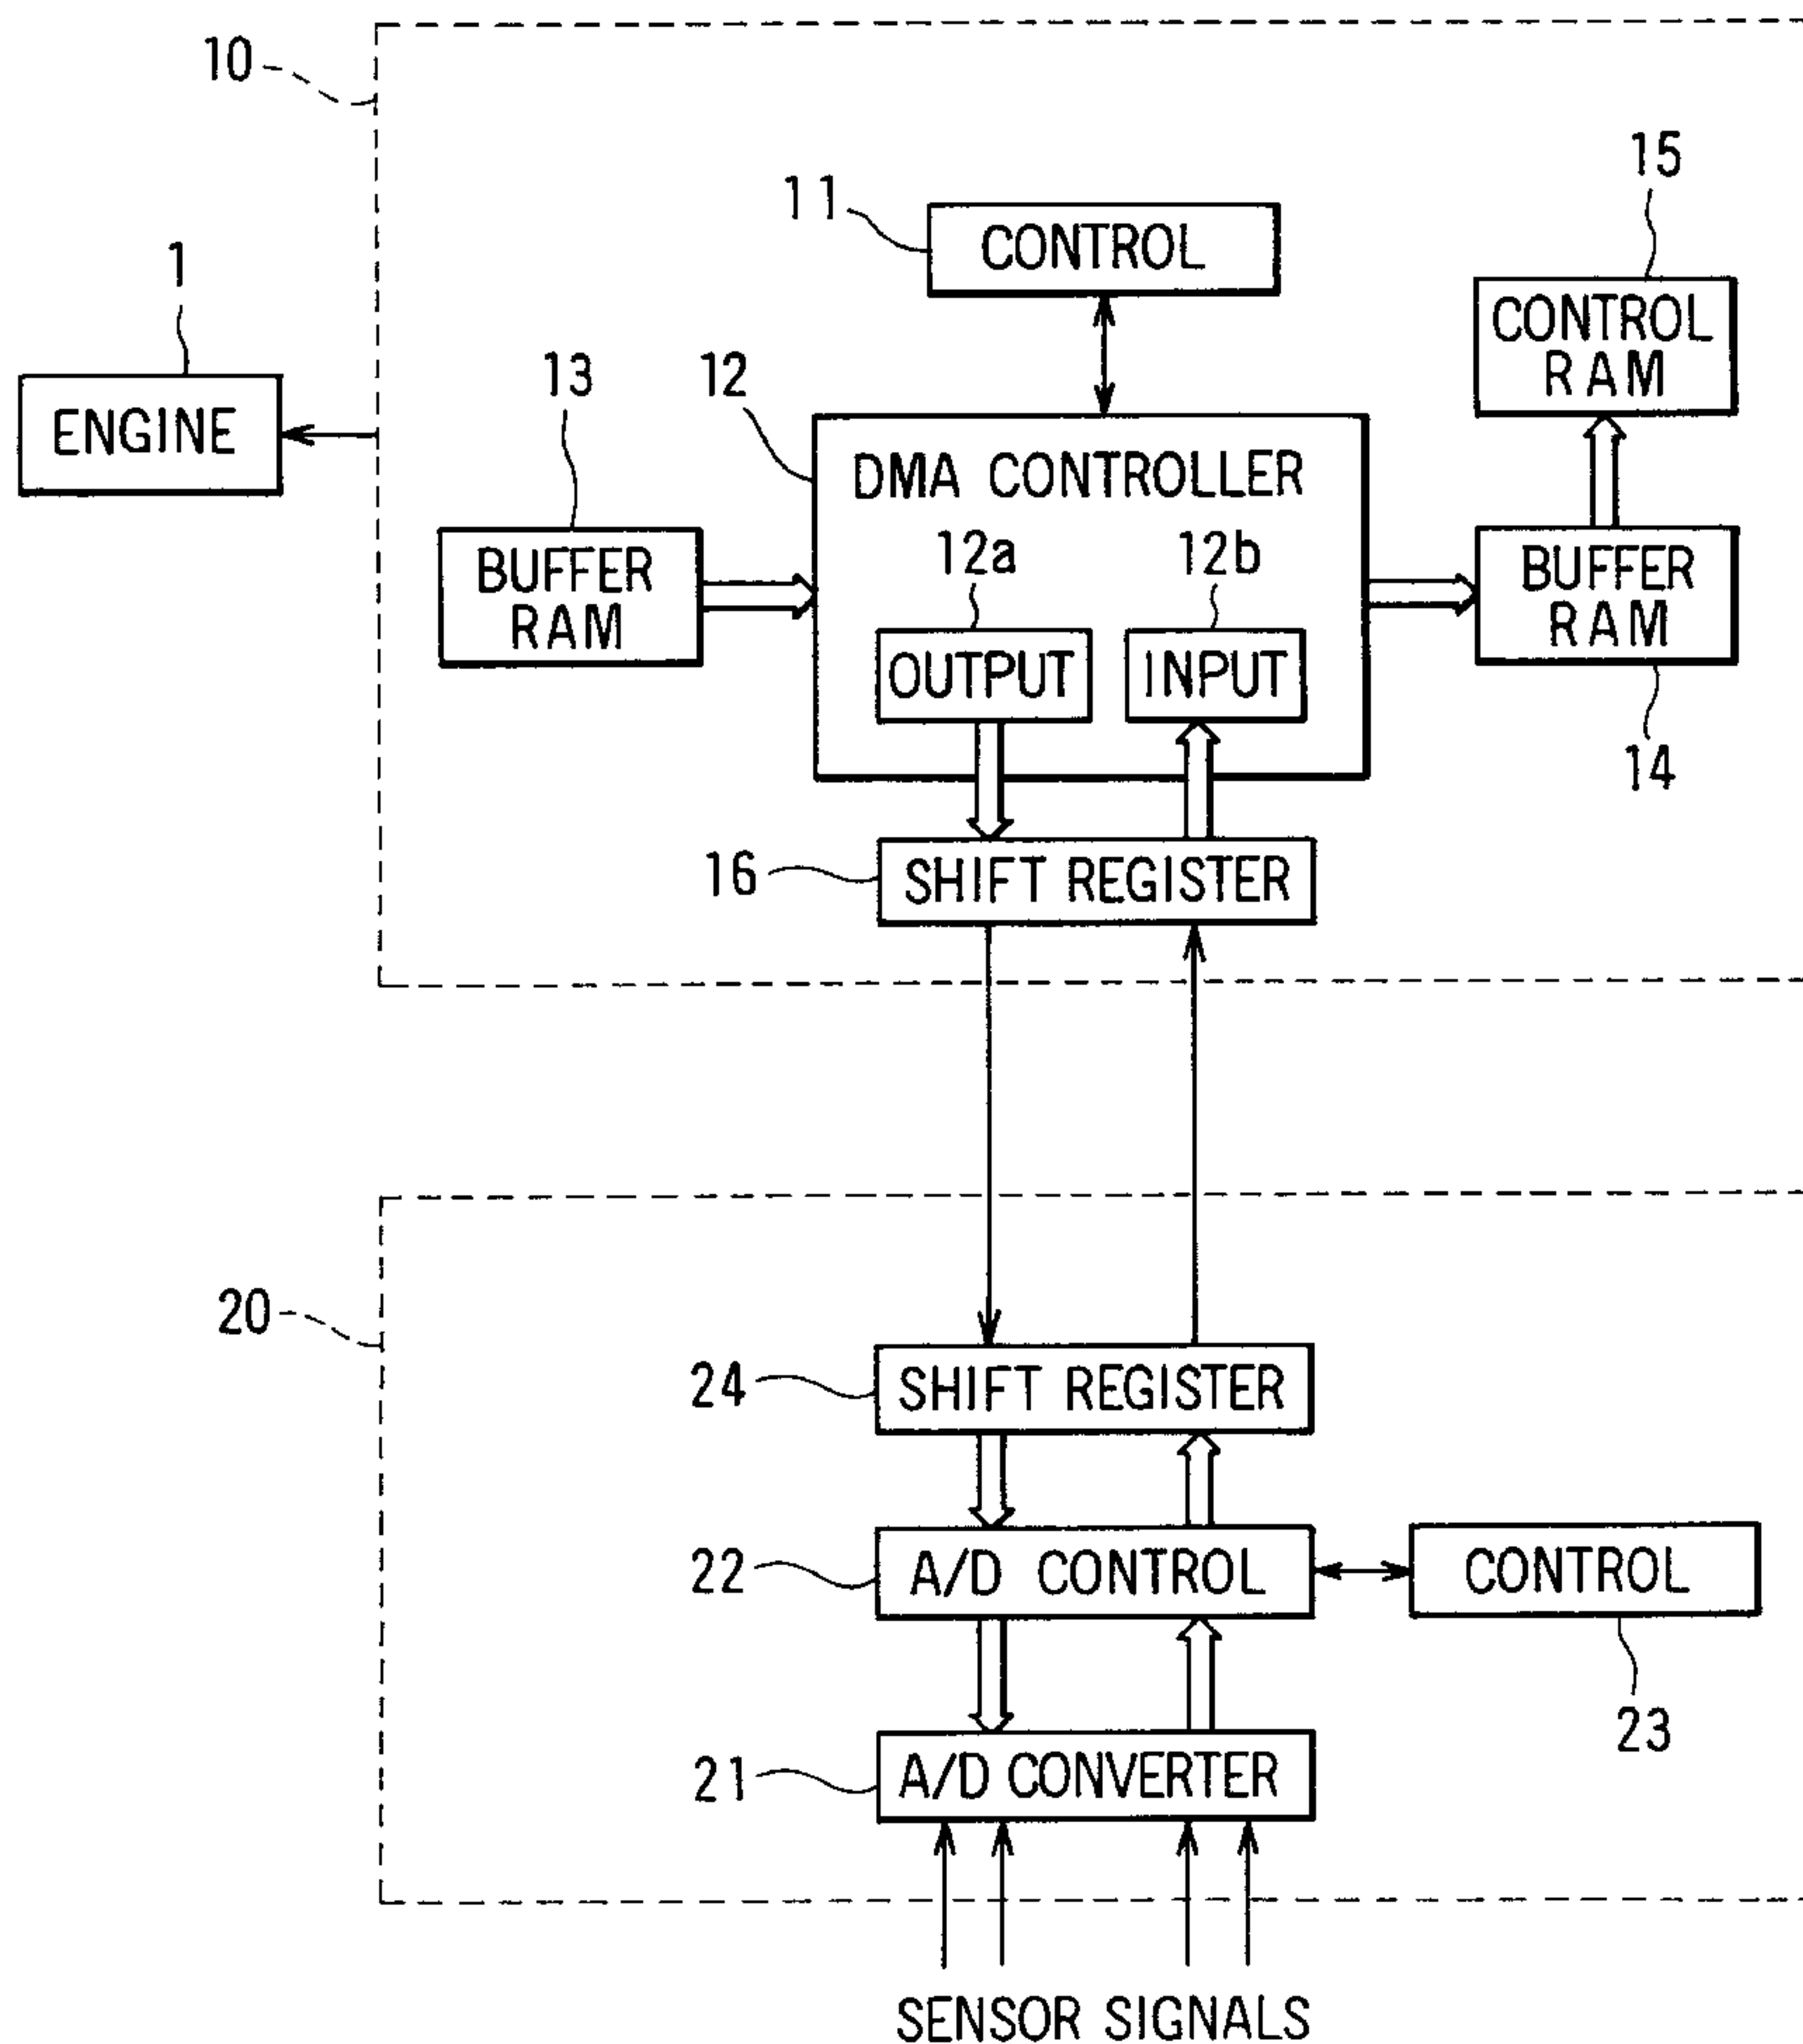 10
15
11
CONTROL
1
CONTROL
RAM
13
12
ENGINE
DMA CONTROLLER
12a
12b
BUFFER
RAM
BUFFER
RAM
OUTPUT
INPUT
14
16
SHIFT REGISTER
20
24
SHIFT REGISTER
22
A/D CONTROL
CONTROL
23
21
A/D CONVERTER
SENSOR SIGNALS